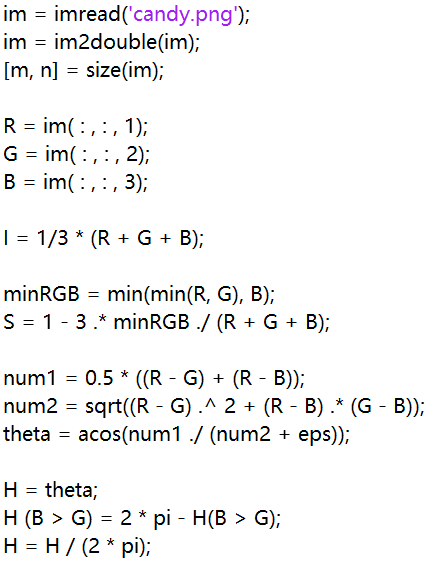 im = imread('candy.png');
im = im2double(im);
[m, n] = size(im);
R = im( : , : , 1);
G = im( : , : , 2);
B = im( : , : , 3);
I = 1/3 * (R + G + B);
minRGB = min(min(R, G), B);
S = 1 - 3 .* minRGB ./ (R + G + B);
num1 = 0.5 * ((R - G) + (R - B));
num2 = sqrt((R - G) .^ 2 + (R - B) .* (G - B));
theta = acos(num1 ./ (num2 + eps));
H = theta;
H (B > G) = 2 * pi - H(B > G);
H = H / (2 * pi);